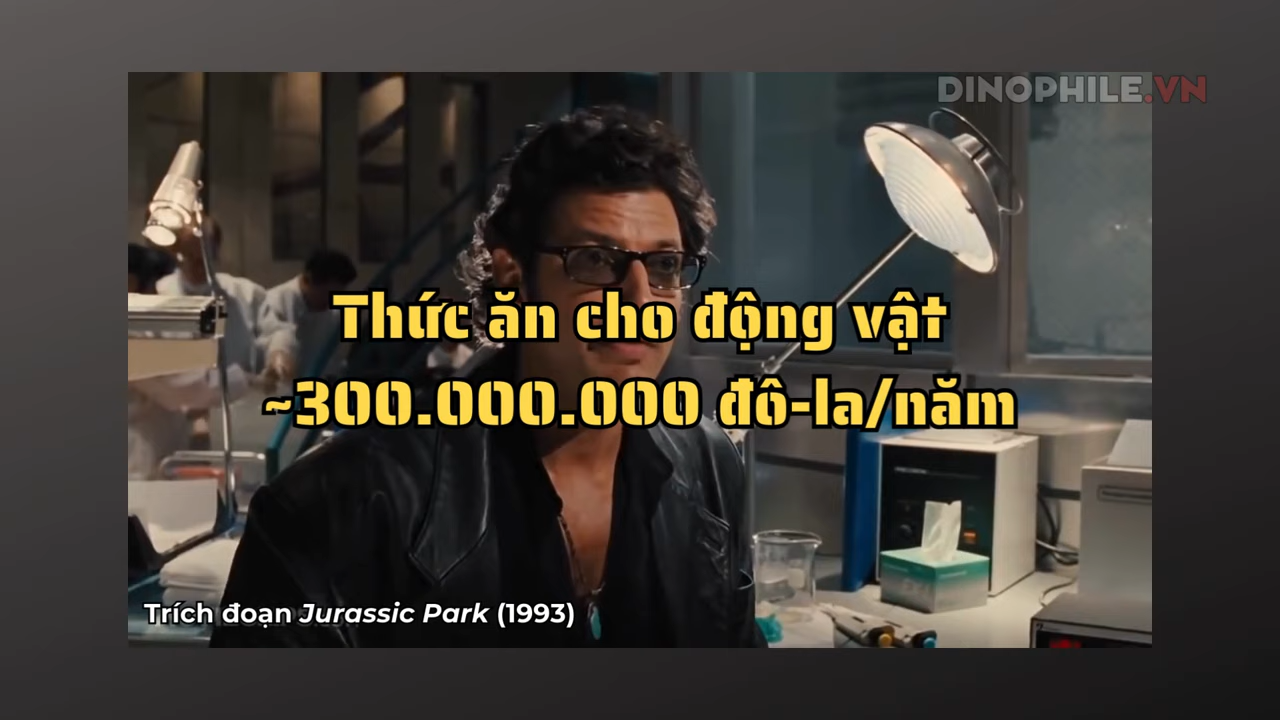 DINOPHILE.VN
Thức ăn cho động vật
~300.000.000 đô-la/năm
Trích đoạn Jurassic Park (1993)